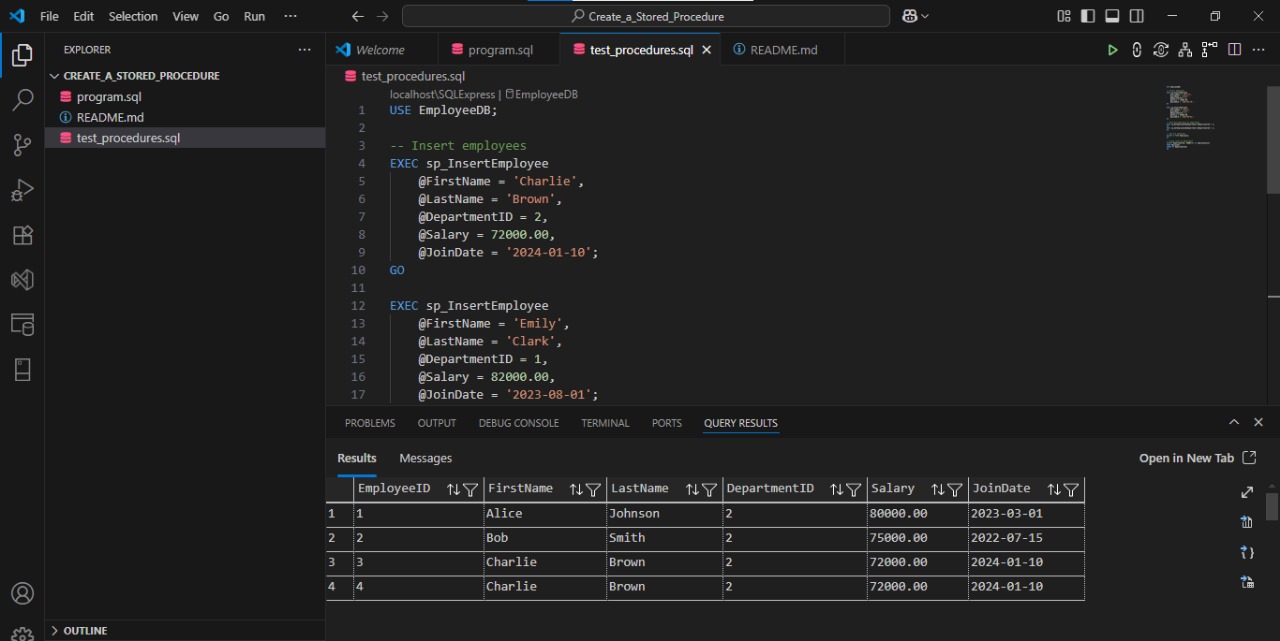 File Edit Selection View Go Run ···
Create_a_Stored_Procedure
EXPLORER ···
CREATE_A_STORED_PROCEDURE
program.sql
README.md
test_procedures.sql
OUTLINE
Welcome program.sql test_procedures.sql README.md
test_procedures.sql
localhost\SQLExpress | EmployeeDB
1 USE EmployeeDB;
2
3 -- Insert employees
4 EXEC sp_InsertEmployee
5 @FirstName = 'Charlie',
6 @LastName = 'Brown',
7 @DepartmentID = 2,
8 @Salary = 72000.00,
9 @JoinDate = '2024-01-10';
10 GO
11
12 EXEC sp_InsertEmployee
13 @FirstName = 'Emily',
14 @LastName = 'Clark',
15 @DepartmentID = 1,
16 @Salary = 82000.00,
17 @JoinDate = '2023-08-01';
PROBLEMS OUTPUT DEBUG CONSOLE TERMINAL PORTS QUERY RESULTS
Results Messages Open in New Tab
EmployeeID FirstName LastName DepartmentID Salary JoinDate
1 1 Alice Johnson 2 80000.00 2023-03-01
2 2 Bob Smith 2 75000.00 2022-07-15
3 3 Charlie Brown 2 72000.00 2024-01-10
4 4 Charlie Brown 2 72000.00 2024-01-10